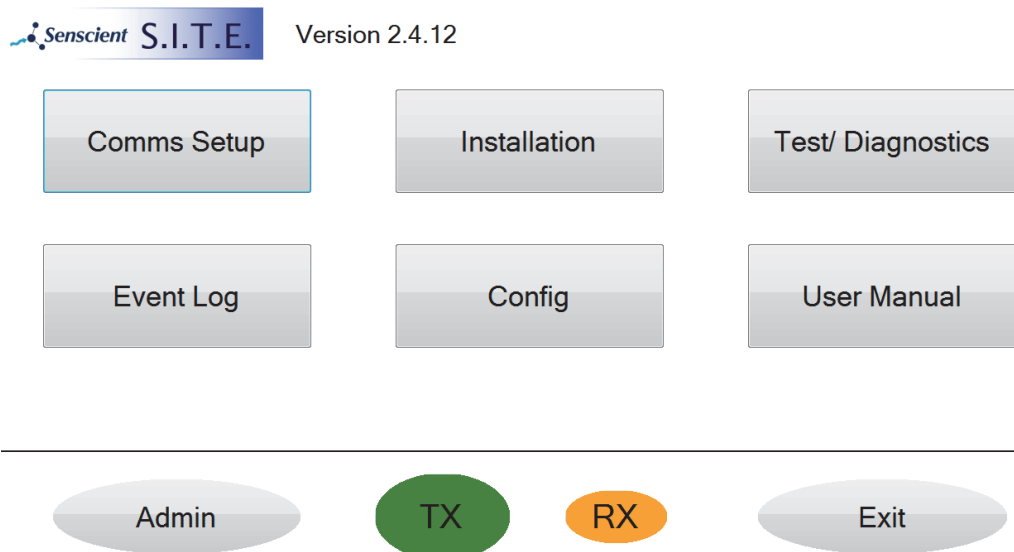 Senscient S.I.T.E. Version 2.4.12
Comms Setup Installation Test/ Diagnostics
Event Log Config User Manual
Admin TX RX Exit